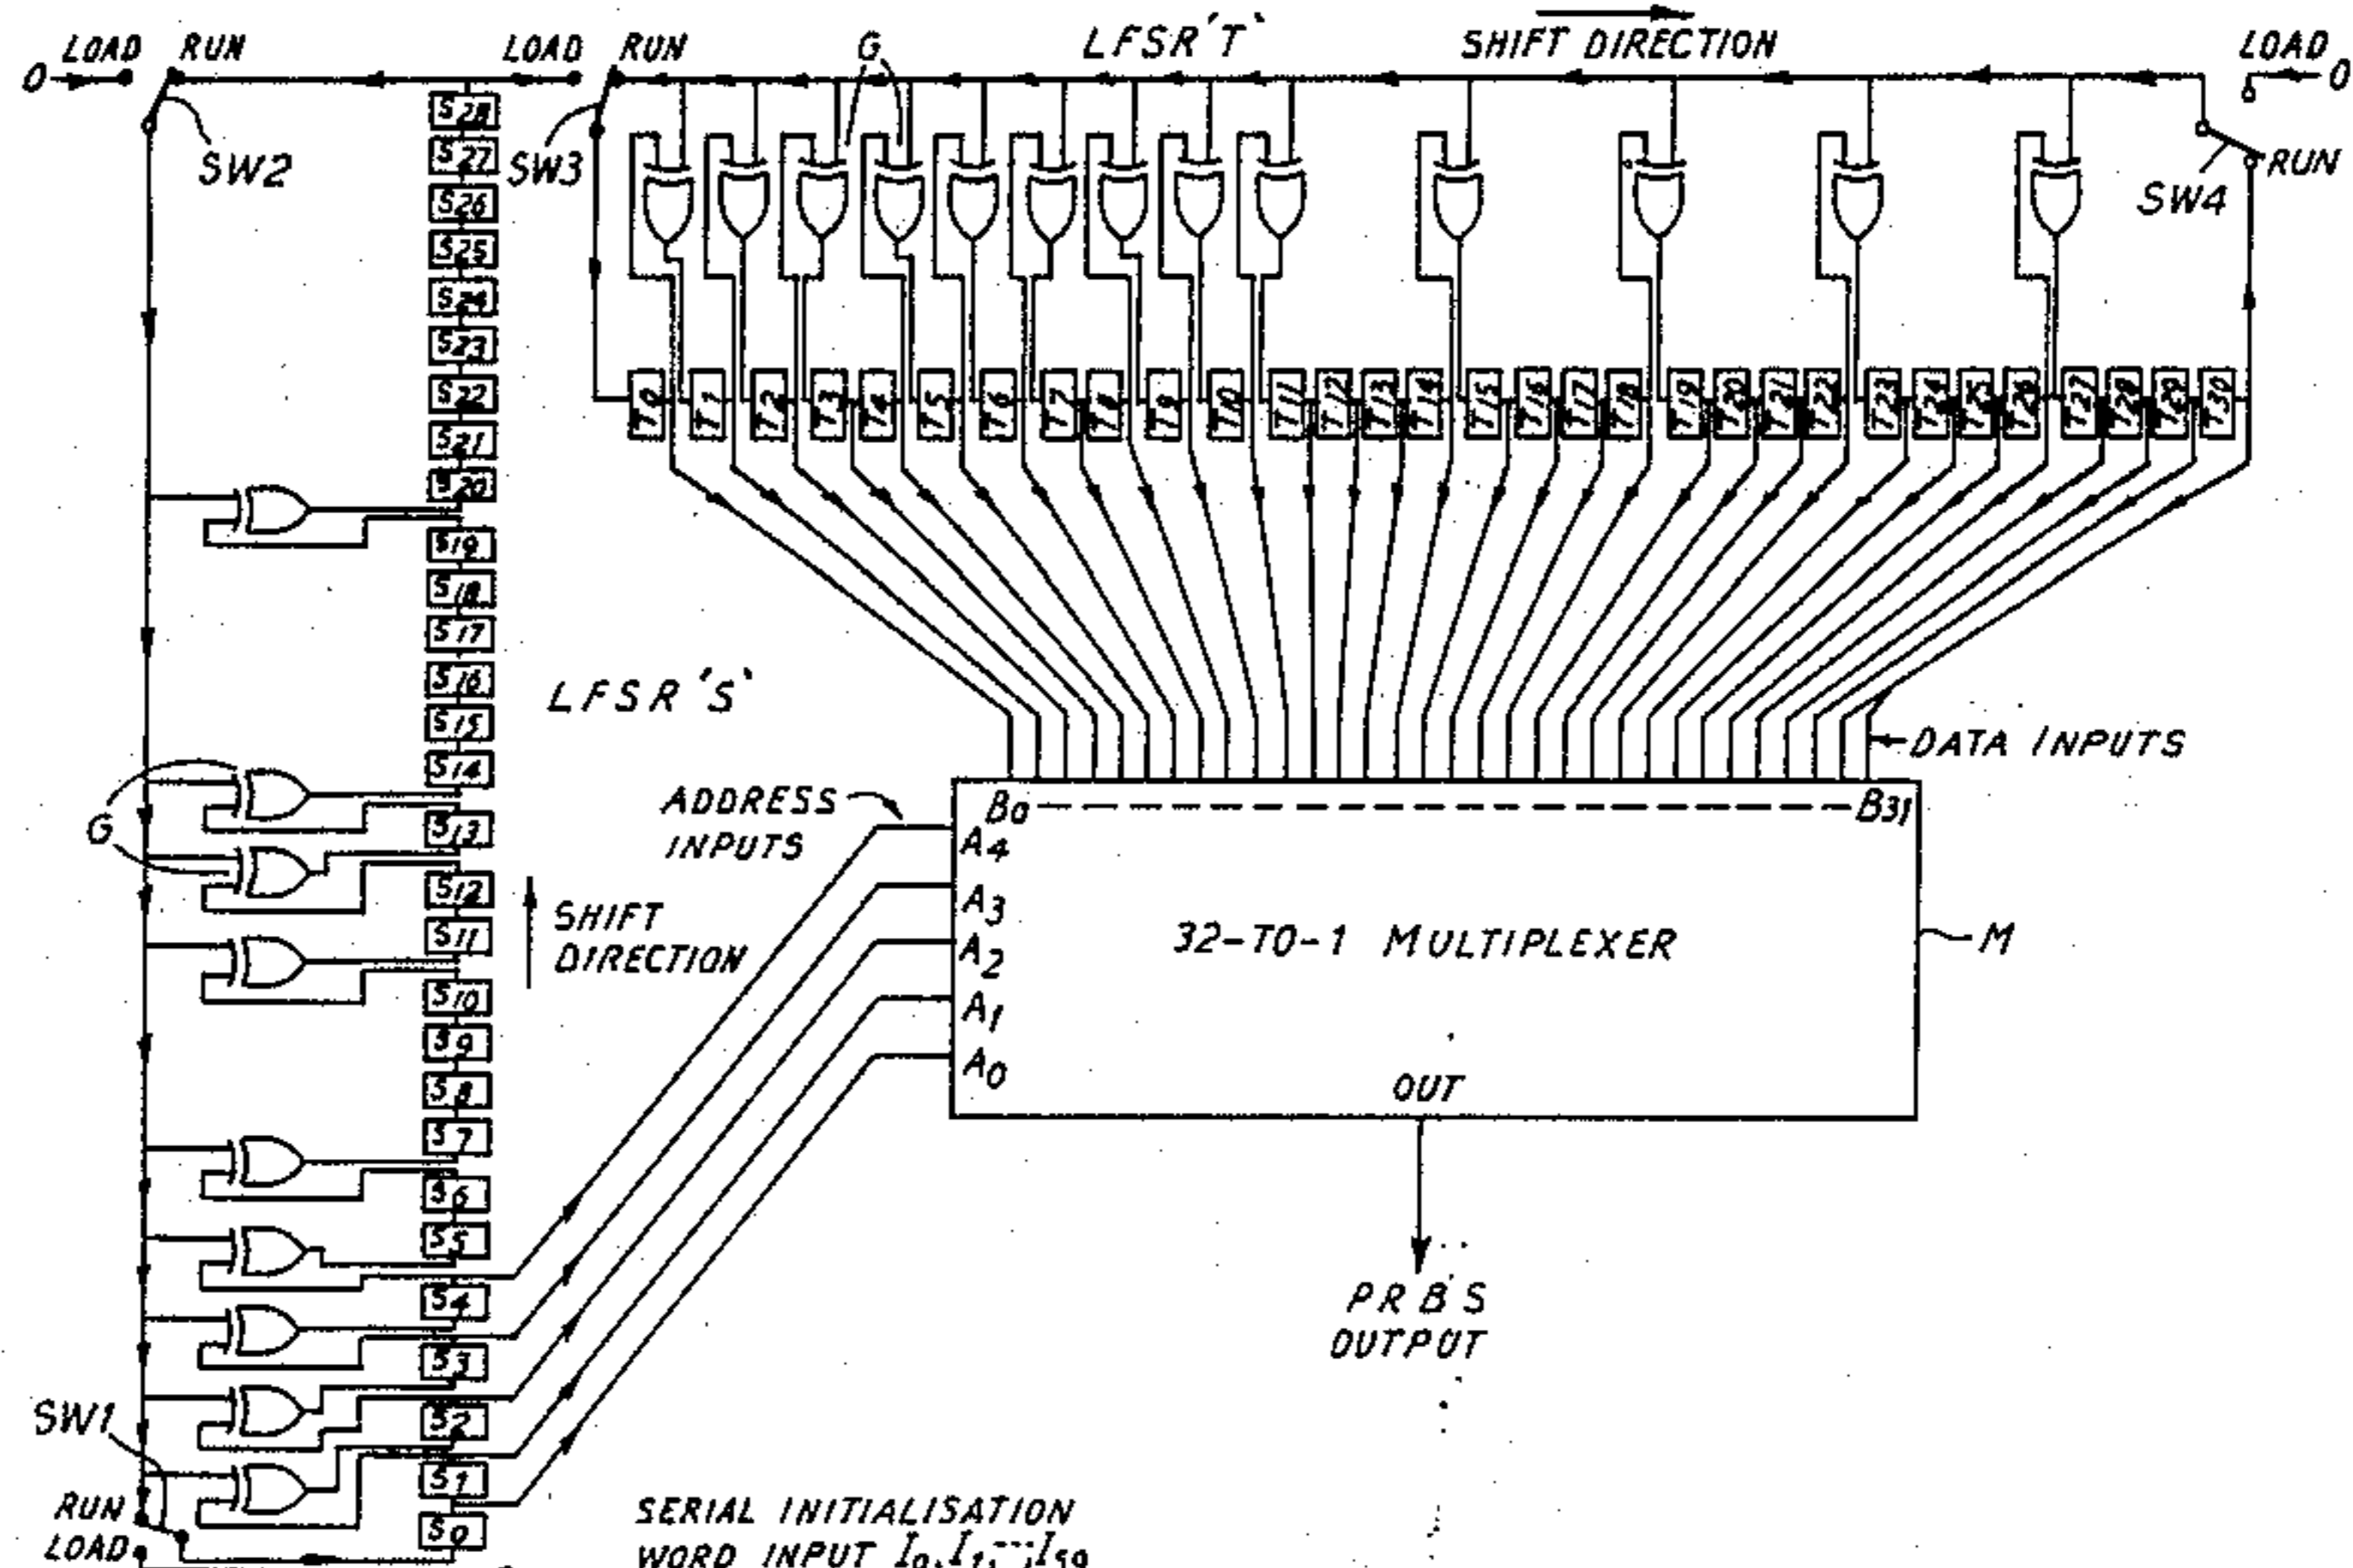 LOAD RUN
LOAD RUN
G
LFSR'T'
SHIFT DIRECTION
LOAD
0
0
SW2
SW3
SW4
RUN
S28
S27
S26
S25
S24
S23
S22
S21
S20
S19
S18
S17
S16
S15
S14
S13
S12
S11
S10
S9
S8
S7
S6
S5
S4
S3
S2
S1
S0
T0 T1 T2 T3 T4 T5 T6 T7 T8 T9 T10 T11 T12 T13 T14 T15 T16 T17 T18 T19 T20 T21 T22 T23 T24 T25 T26 T27 T28 T29 T30
LFSR'S'
G
SHIFT
DIRECTION
ADDRESS
INPUTS
DATA INPUTS
B0 B31
A4
A3
A2
A1
A0
32-TO-1 MULTIPLEXER
M
OUT
PRBS
OUTPUT
SW1
RUN
LOAD
SERIAL INITIALISATION
WORD INPUT I0,I1,---,I59